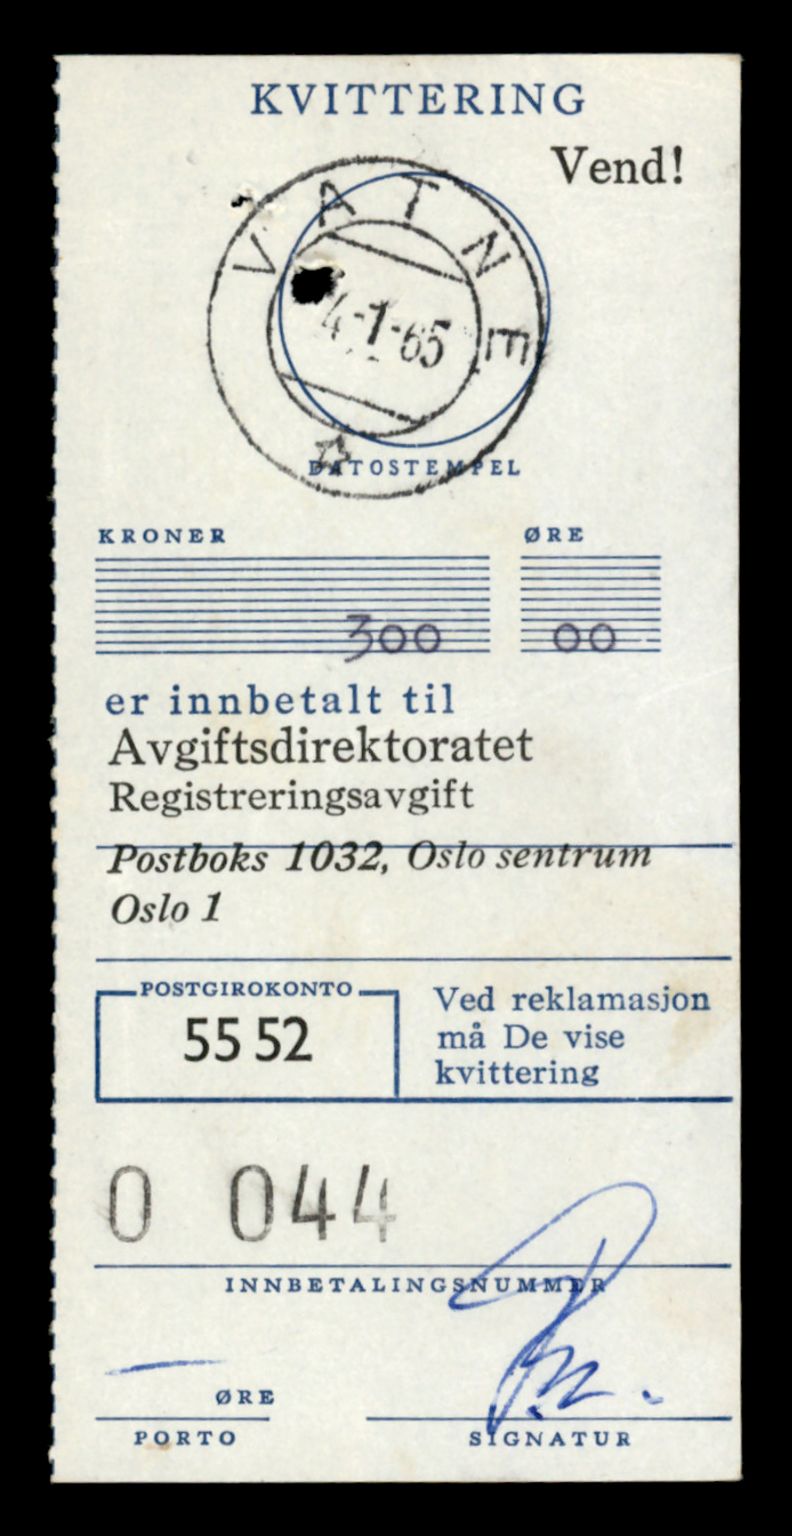 KVITTERING
Vend!
VATNE
4-1-65
DATOSTEMPEL
KRONER ØRE
300 00
er innbetalt til
Avgiftsdirektoratet
Registreringsavgift
Postboks 1032, Oslo sentrum
Oslo 1
POSTGIROKONTO
55 52
Ved reklamasjon
må De vise
kvittering
0 044
INNBETALINGSNUMMER
ØRE
PORTO
SIGNATUR